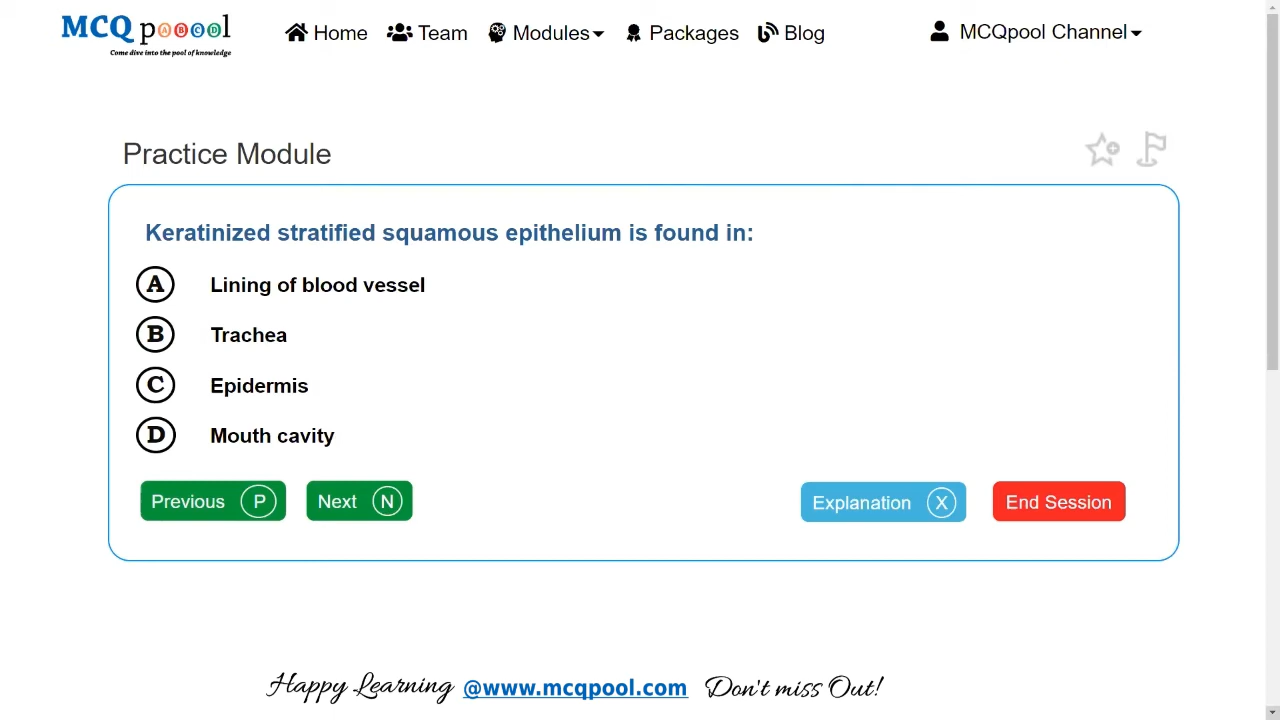 MCQ pooool
A B C D
Come dive into the pool of knowledge
Home Team Modules Packages Blog MCQpool Channel
Practice Module
Keratinized stratified squamous epithelium is found in:
A Lining of blood vessel
B Trachea
C Epidermis
D Mouth cavity
Previous P Next N Explanation X End Session
Happy Learning @www.mcqpool.com Don't miss Out!